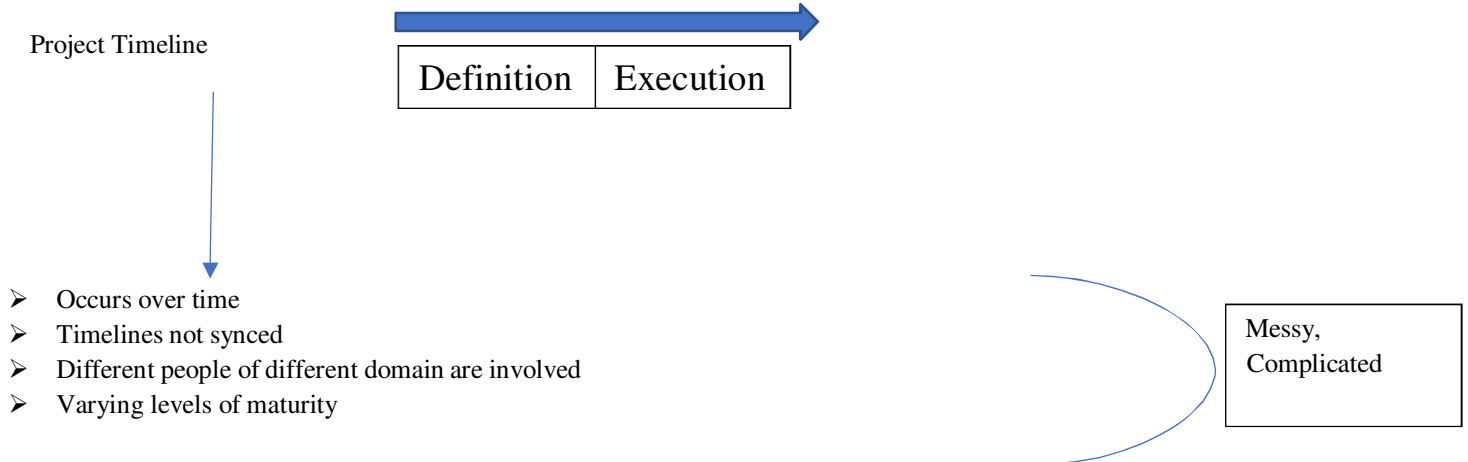 Project Timeline
Definition Execution
➢ Occurs over time
➢ Timelines not synced
➢ Different people of different domain are involved
➢ Varying levels of maturity
Messy,
Complicated